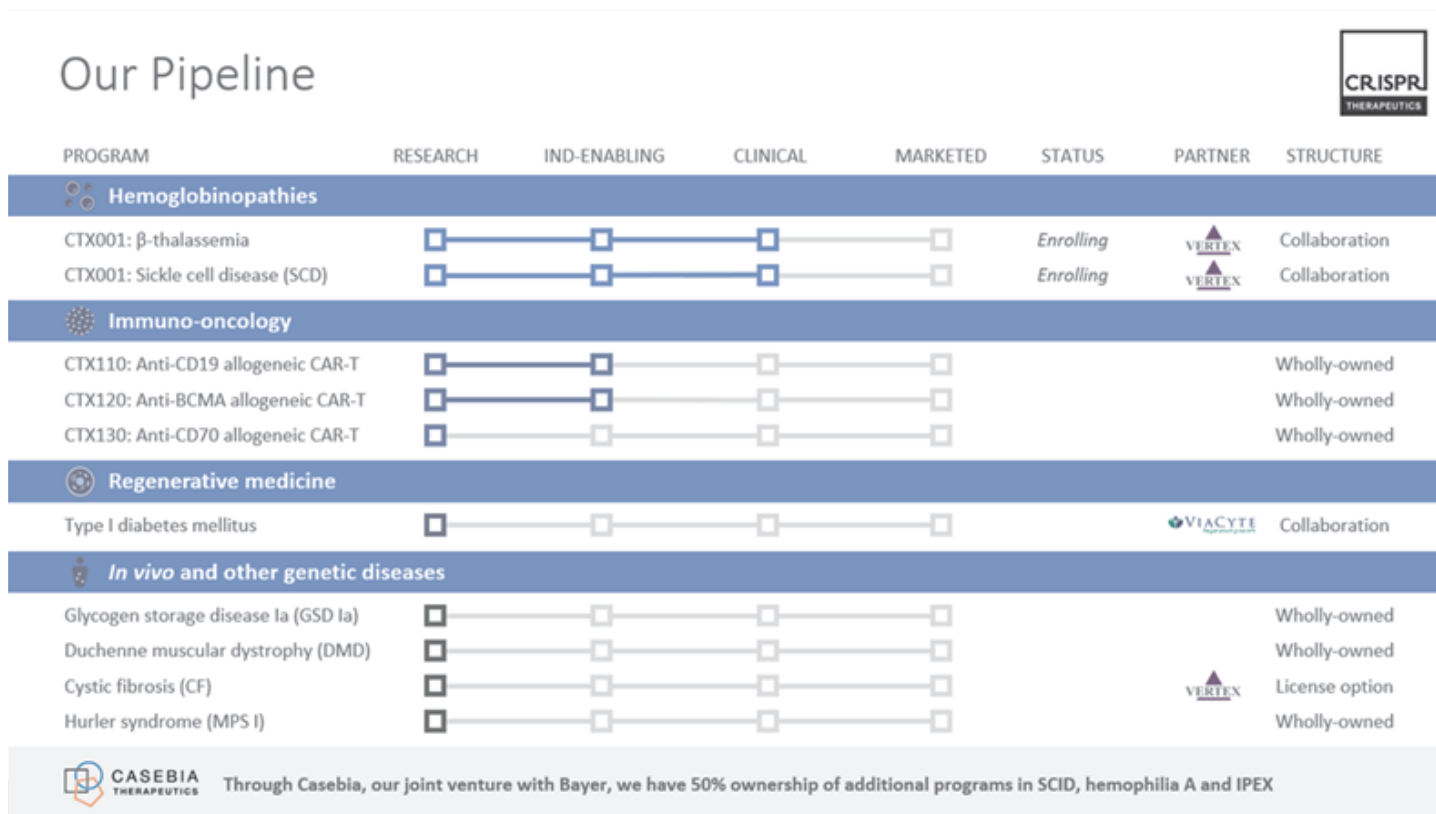 Our Pipeline
CRISPR
THERAPEUTICS
PROGRAM RESEARCH IND-ENABLING CLINICAL MARKETED STATUS PARTNER STRUCTURE
Hemoglobinopathies
CTX001: β-thalassemia Enrolling VERTEX Collaboration
CTX001: Sickle cell disease (SCD) Enrolling VERTEX Collaboration
Immuno-oncology
CTX110: Anti-CD19 allogeneic CAR-T Wholly-owned
CTX120: Anti-BCMA allogeneic CAR-T Wholly-owned
CTX130: Anti-CD70 allogeneic CAR-T Wholly-owned
Regenerative medicine
Type I diabetes mellitus VIACYTE Collaboration
In vivo and other genetic diseases
Glycogen storage disease Ia (GSD Ia) Wholly-owned
Duchenne muscular dystrophy (DMD) Wholly-owned
Cystic fibrosis (CF) VERTEX License option
Hurler syndrome (MPS I) Wholly-owned
CASEBIA
THERAPEUTICS
Through Casebia, our joint venture with Bayer, we have 50% ownership of additional programs in SCID, hemophilia A and IPEX